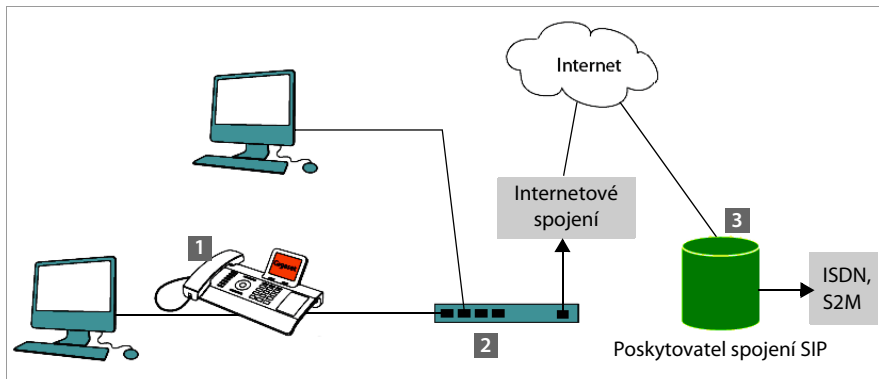 Internet
Internetové
spojení
3
1
ISDN,
S2M
2
Poskytovatel spojení SIP